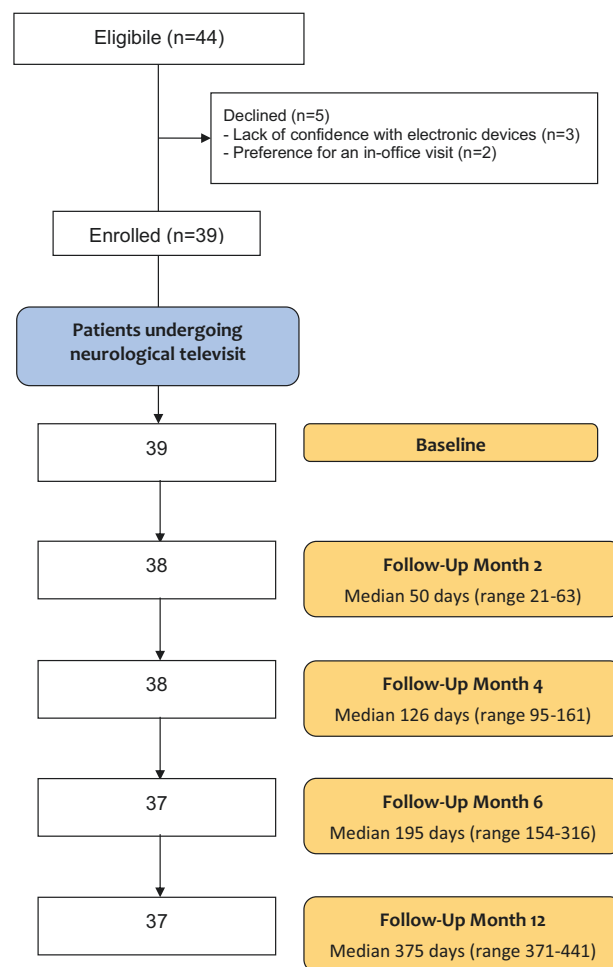 Eligibile (n=44)
Declined (n=5)
- Lack of confidence with electronic devices (n=3)
- Preference for an in-office visit (n=2)
Enrolled (n=39)
Patients undergoing
neurological televisit
39
Baseline
38
Follow-Up Month 2
Median 50 days (range 21-63)
38
Follow-Up Month 4
Median 126 days (range 95-161)
37
Follow-Up Month 6
Median 195 days (range 154-316)
37
Follow-Up Month 12
Median 375 days (range 371-441)